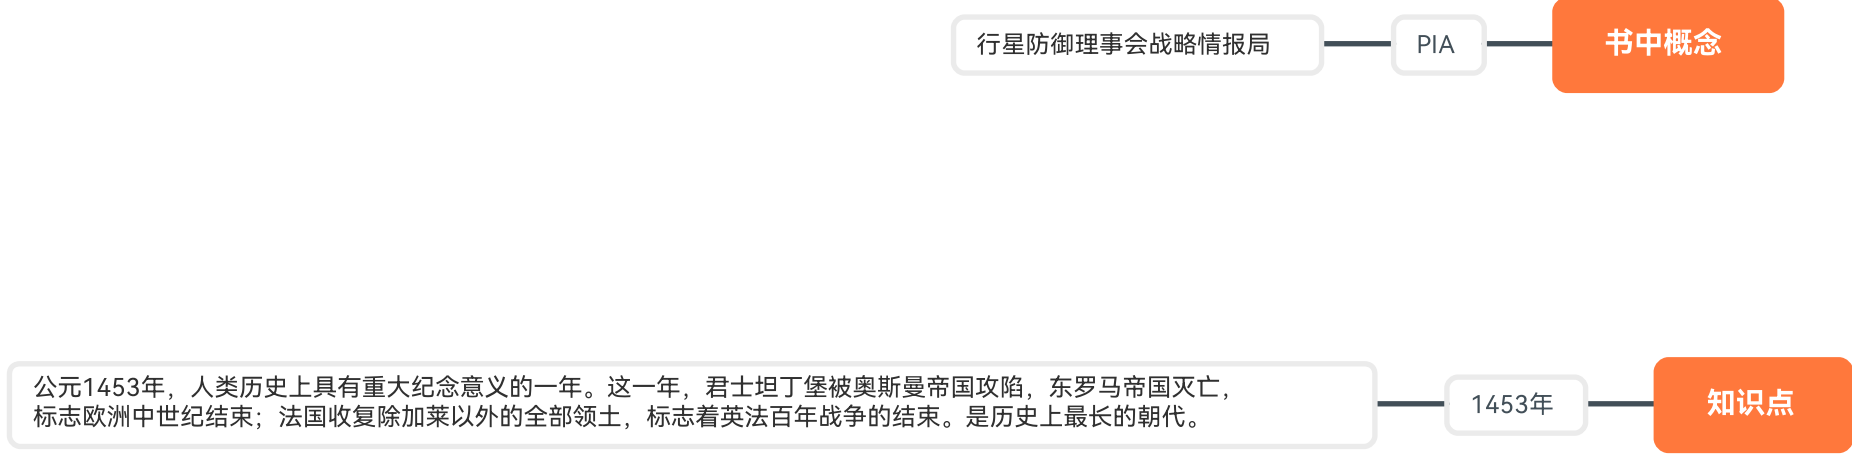 行星防御理事会战略情报局
PIA
书中概念
公元1453年，人类历史上具有重大纪念意义的一年。这一年，君士坦丁堡被奥斯曼帝国攻陷，东罗马帝国灭亡，
标志欧洲中世纪结束；法国收复除加莱以外的全部领土，标志着英法百年战争的结束。是历史上最长的朝代。
1453年
知识点